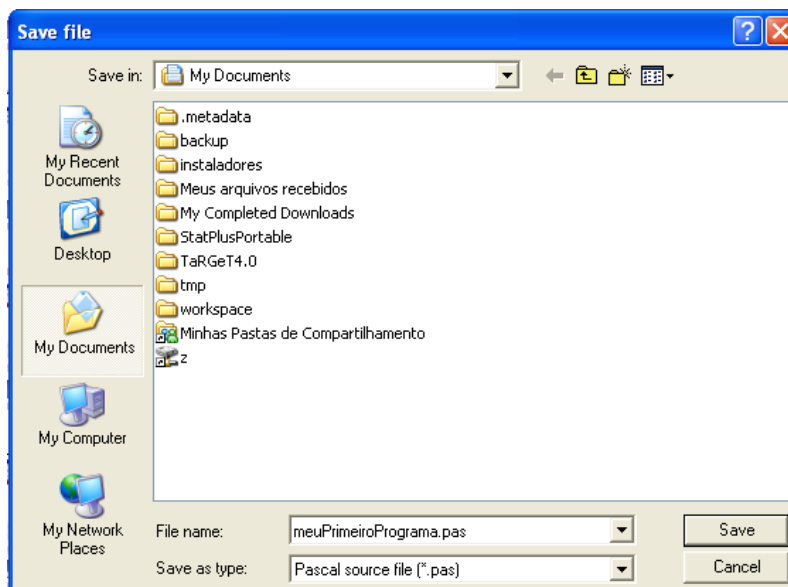 Save file
Save in: My Documents
My Recent
Documents
Desktop
My Documents
My Computer
My Network
Places
.metadata
backup
instaladores
Meus arquivos recebidos
My Completed Downloads
StatPlusPortable
TaRGeT4.0
tmp
workspace
Minhas Pastas de Compartilhamento
z
File name: meuPrimeiroPrograma.pas Save
Save as type: Pascal source file (*.pas) Cancel